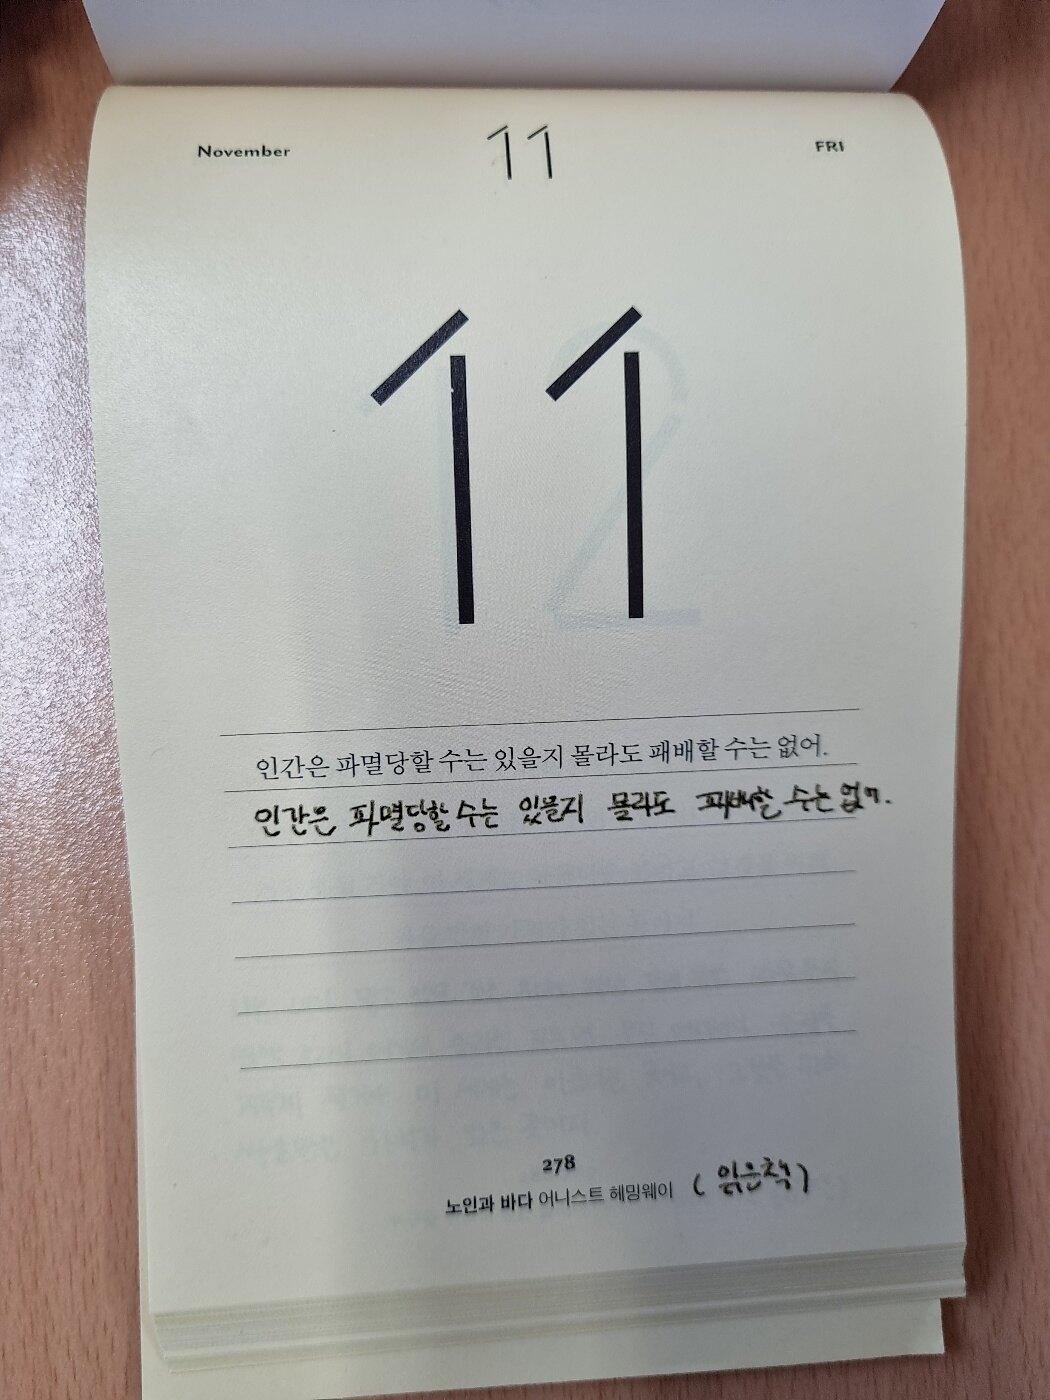 November 11 FRI
11
인간은 파멸당할 수는 있을지 몰라도 패배할 수는 없어.
인간은 파멸당할 수는 있을지 몰라도 패배할 수는 없어.
278
노인과 바다 어니스트 헤밍웨이 (읽은책)